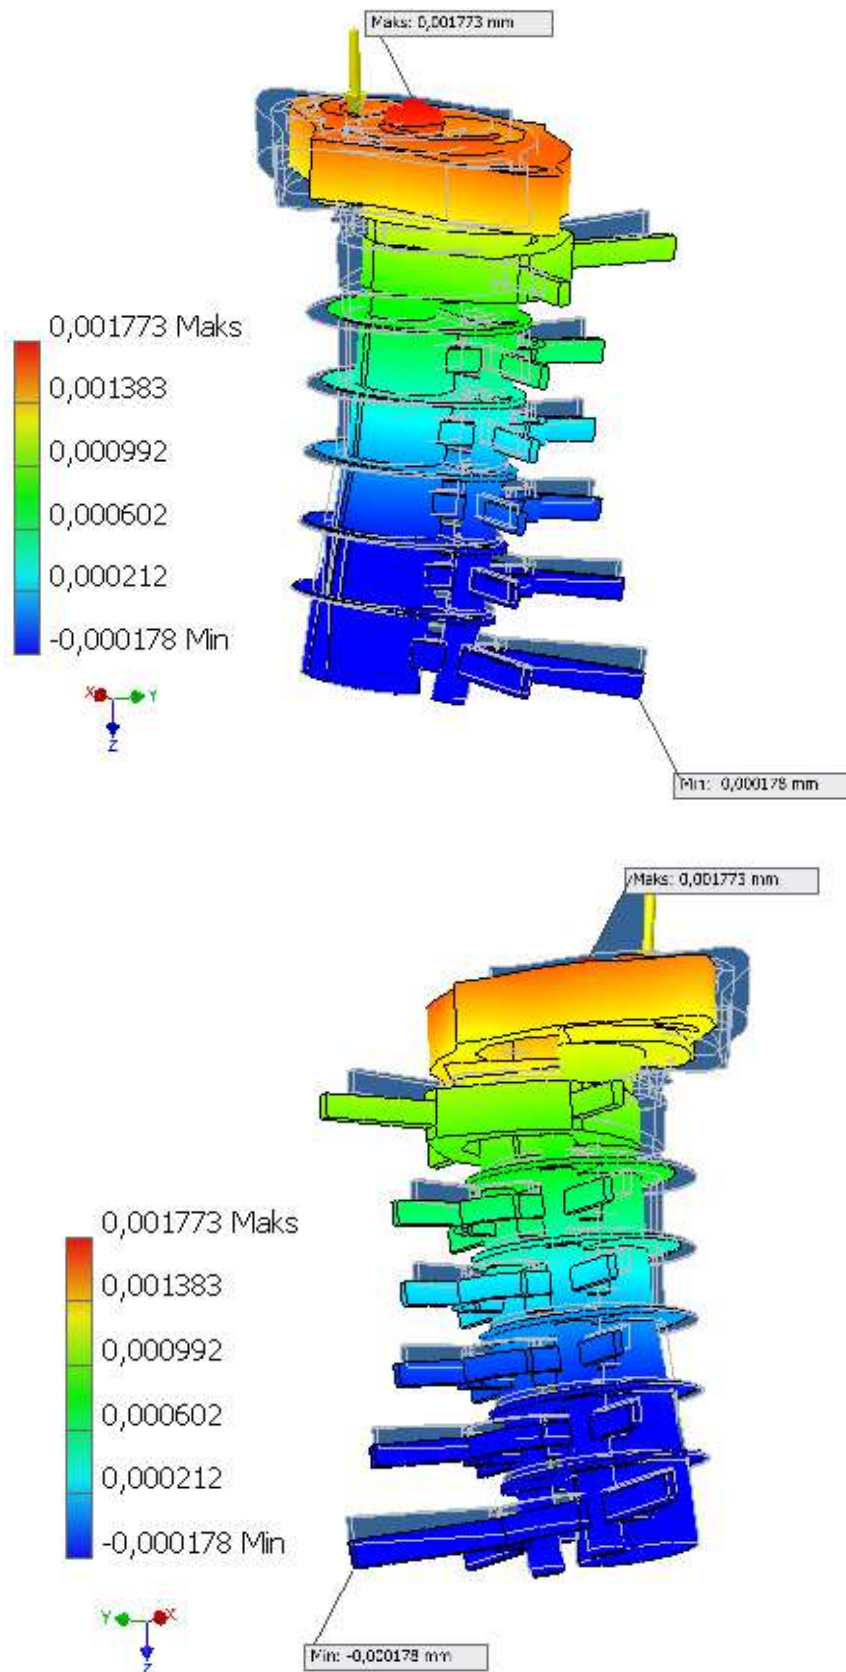 Maks: 0,001773 mm
0,001773 Maks
0,001383
0,000992
0,000602
0,000212
-0,000178 Min
X
Y
Z
Min: -0,000178 mm
Maks: 0,001773 mm
0,001773 Maks
0,001383
0,000992
0,000602
0,000212
-0,000178 Min
Y
X
Z
Min: -0,000178 mm